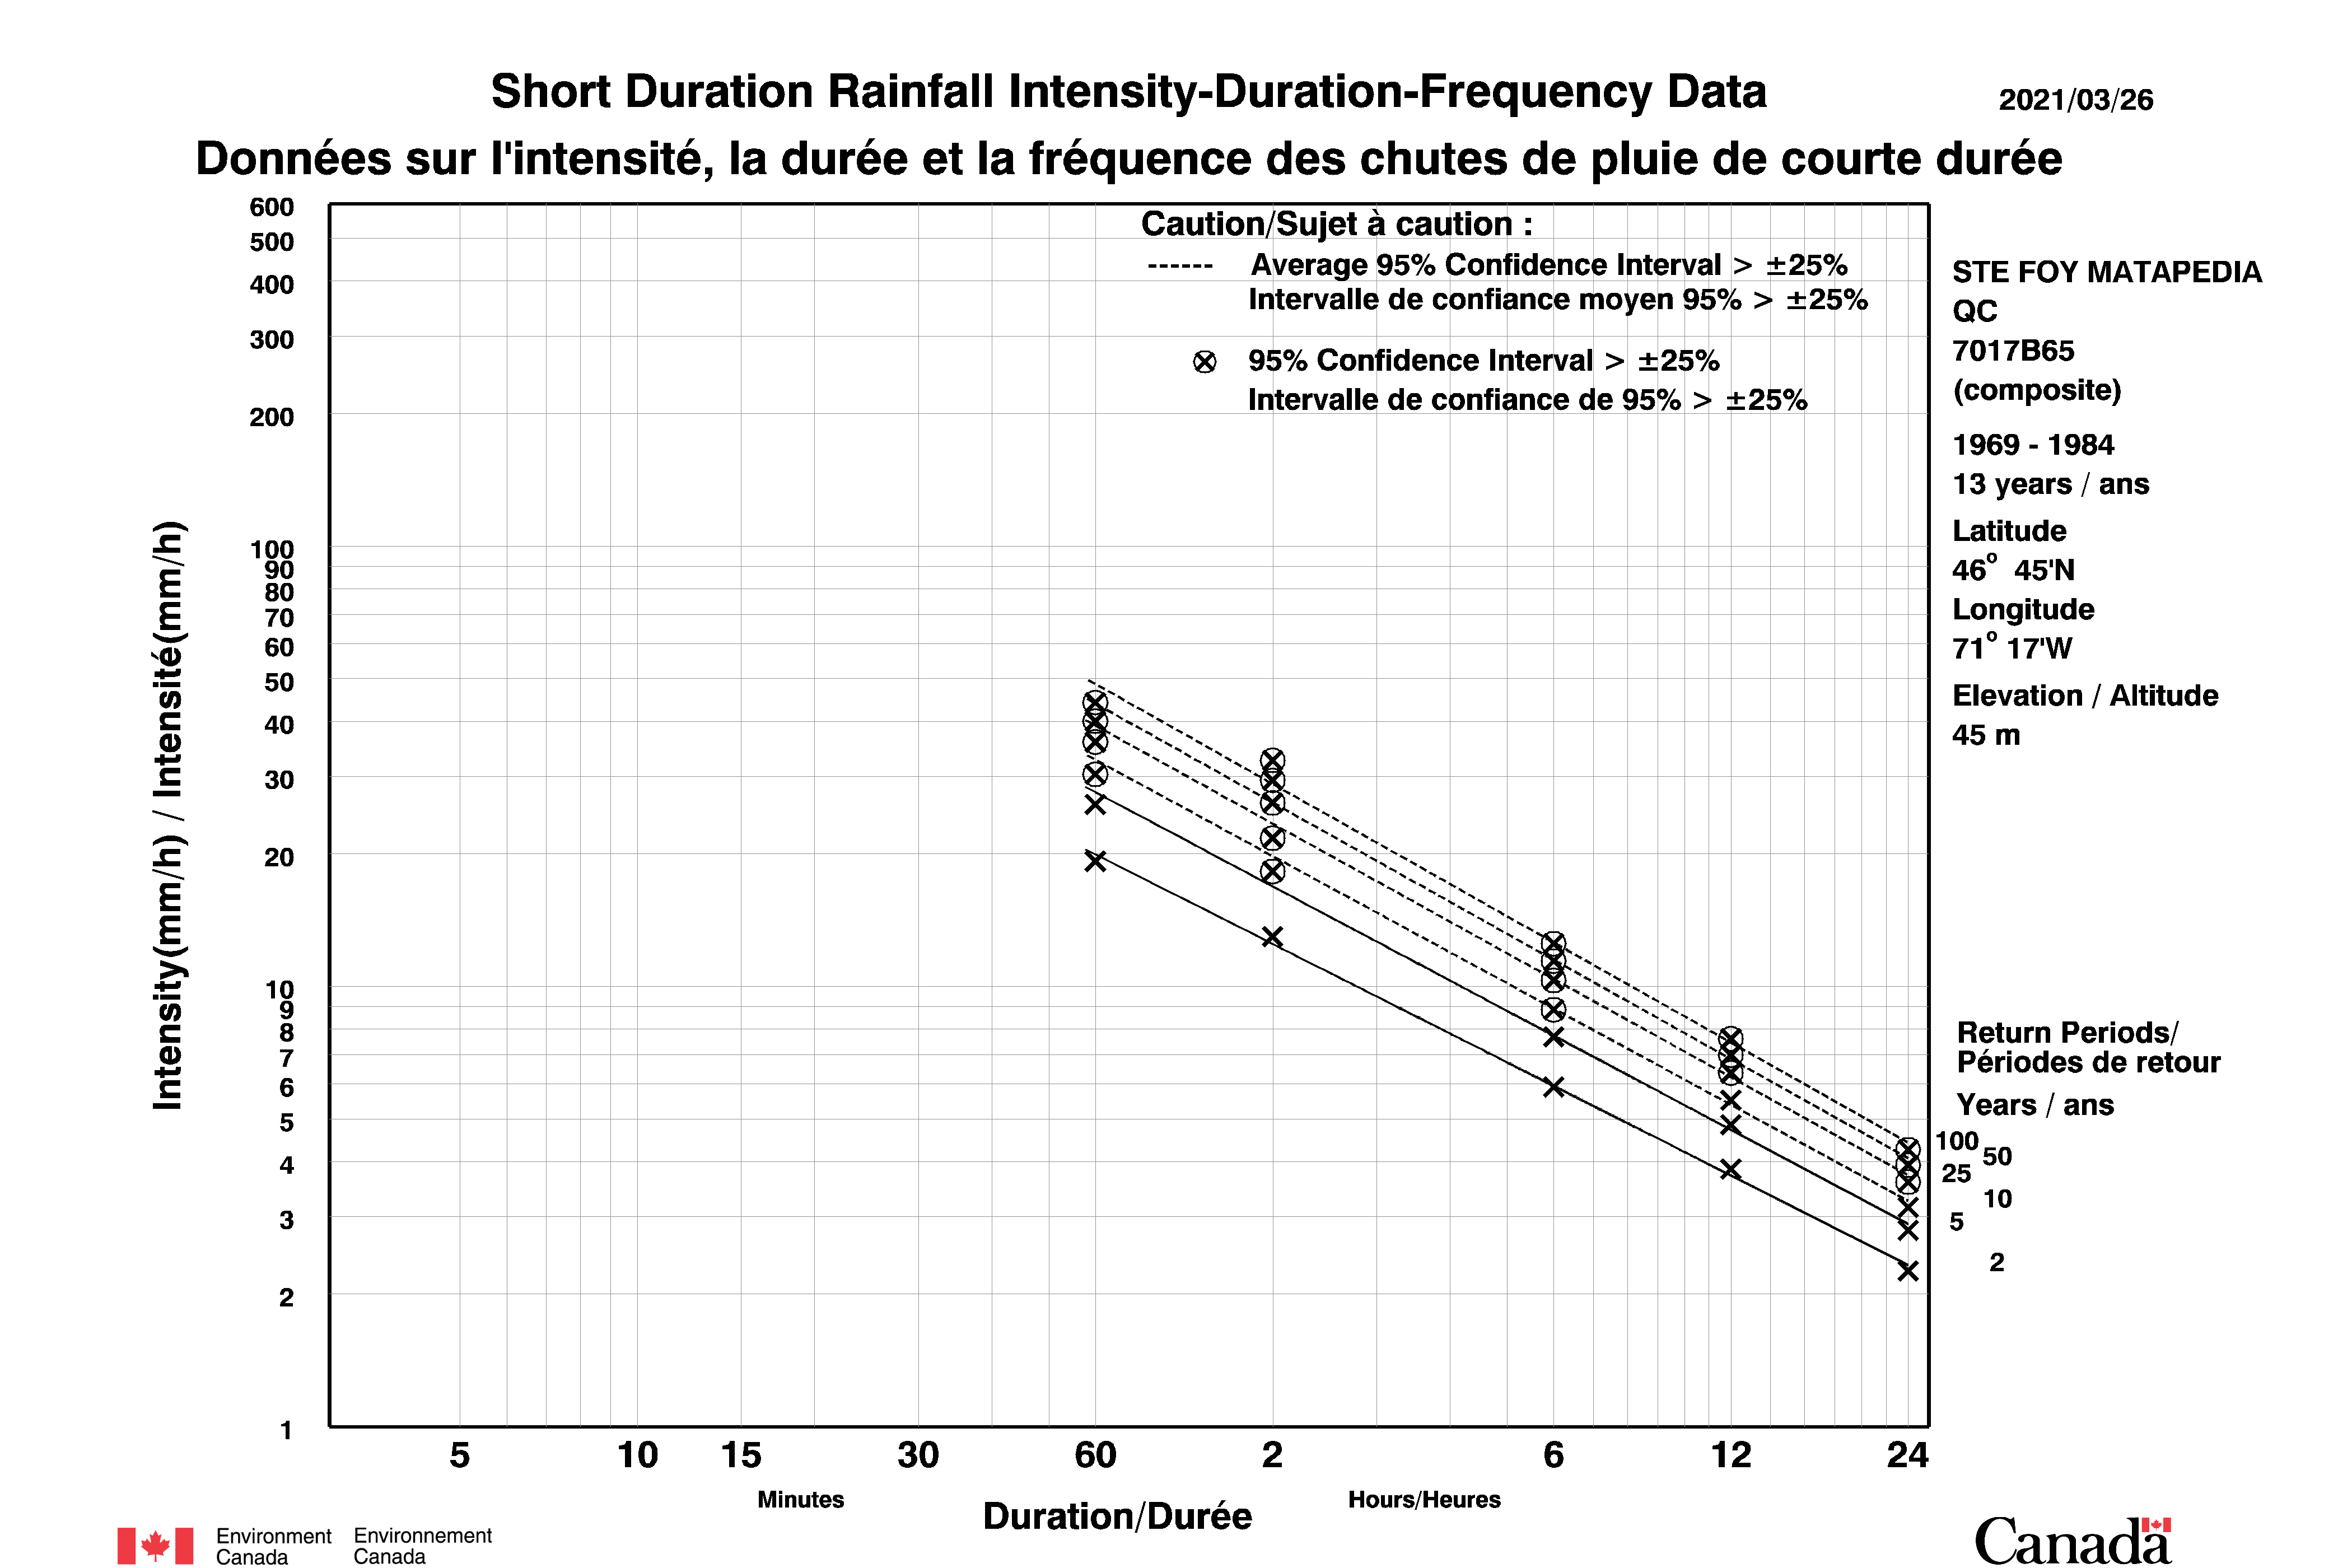 Short Duration Rainfall Intensity-Duration-Frequency Data
2021/03/26
Données sur l'intensité, la durée et la fréquence des chutes de pluie de courte durée
Caution/Sujet à caution :
------ Average 95% Confidence Interval > ±25%
Intervalle de confiance moyen 95% > ±25%
95% Confidence Interval > ±25%
Intervalle de confiance de 95% > ±25%
STE FOY MATAPEDIA
QC
7017B65
(composite)
1969 - 1984
13 years / ans
Latitude
46° 45'N
Longitude
71° 17'W
Elevation / Altitude
45 m
Return Periods/
Périodes de retour
Years / ans
100
50
25
10
5
2
Intensity(mm/h) / Intensité(mm/h)
600
500
400
300
200
100
90
80
70
60
50
40
30
20
10
9
8
7
6
5
4
3
2
1
5 10 15 30 60 2 6 12 24
Minutes Hours/Heures
Duration/Durée
Environment Environnement
Canada Canada
Canada